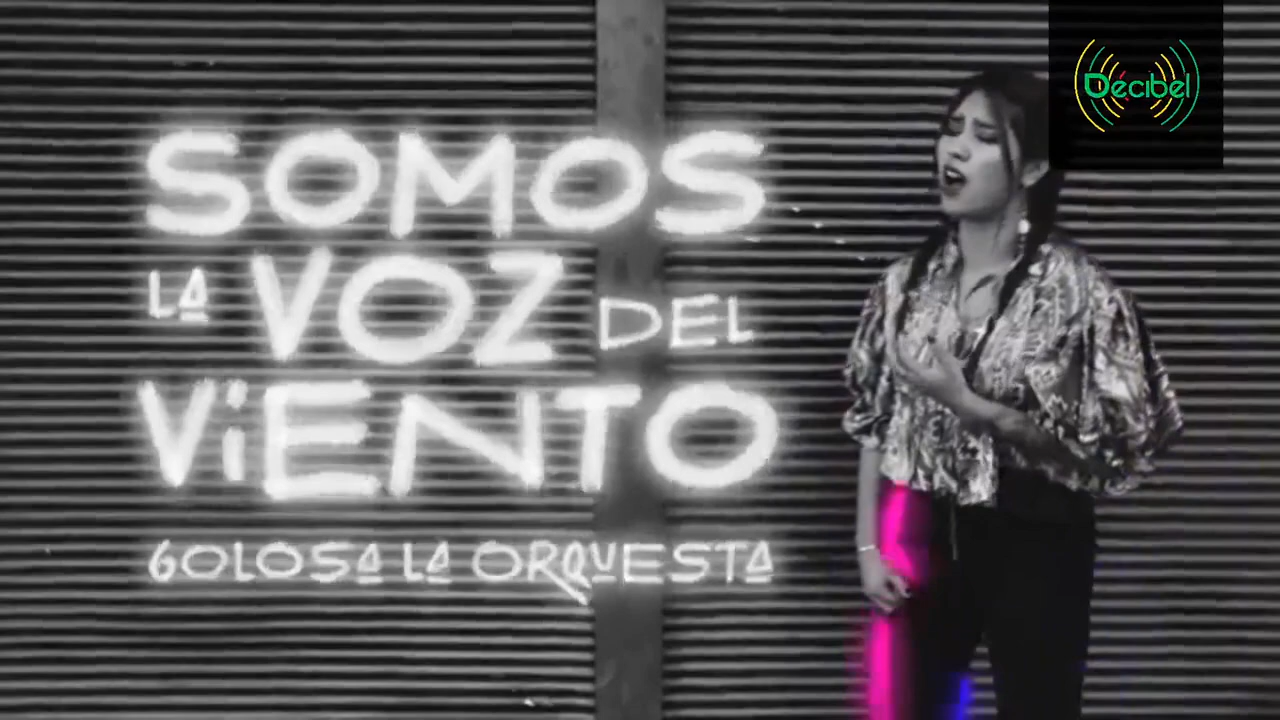 SOMOS
LA VOZ DEL
ViENTO
GOLOSA LA ORQUESTA
Décibel